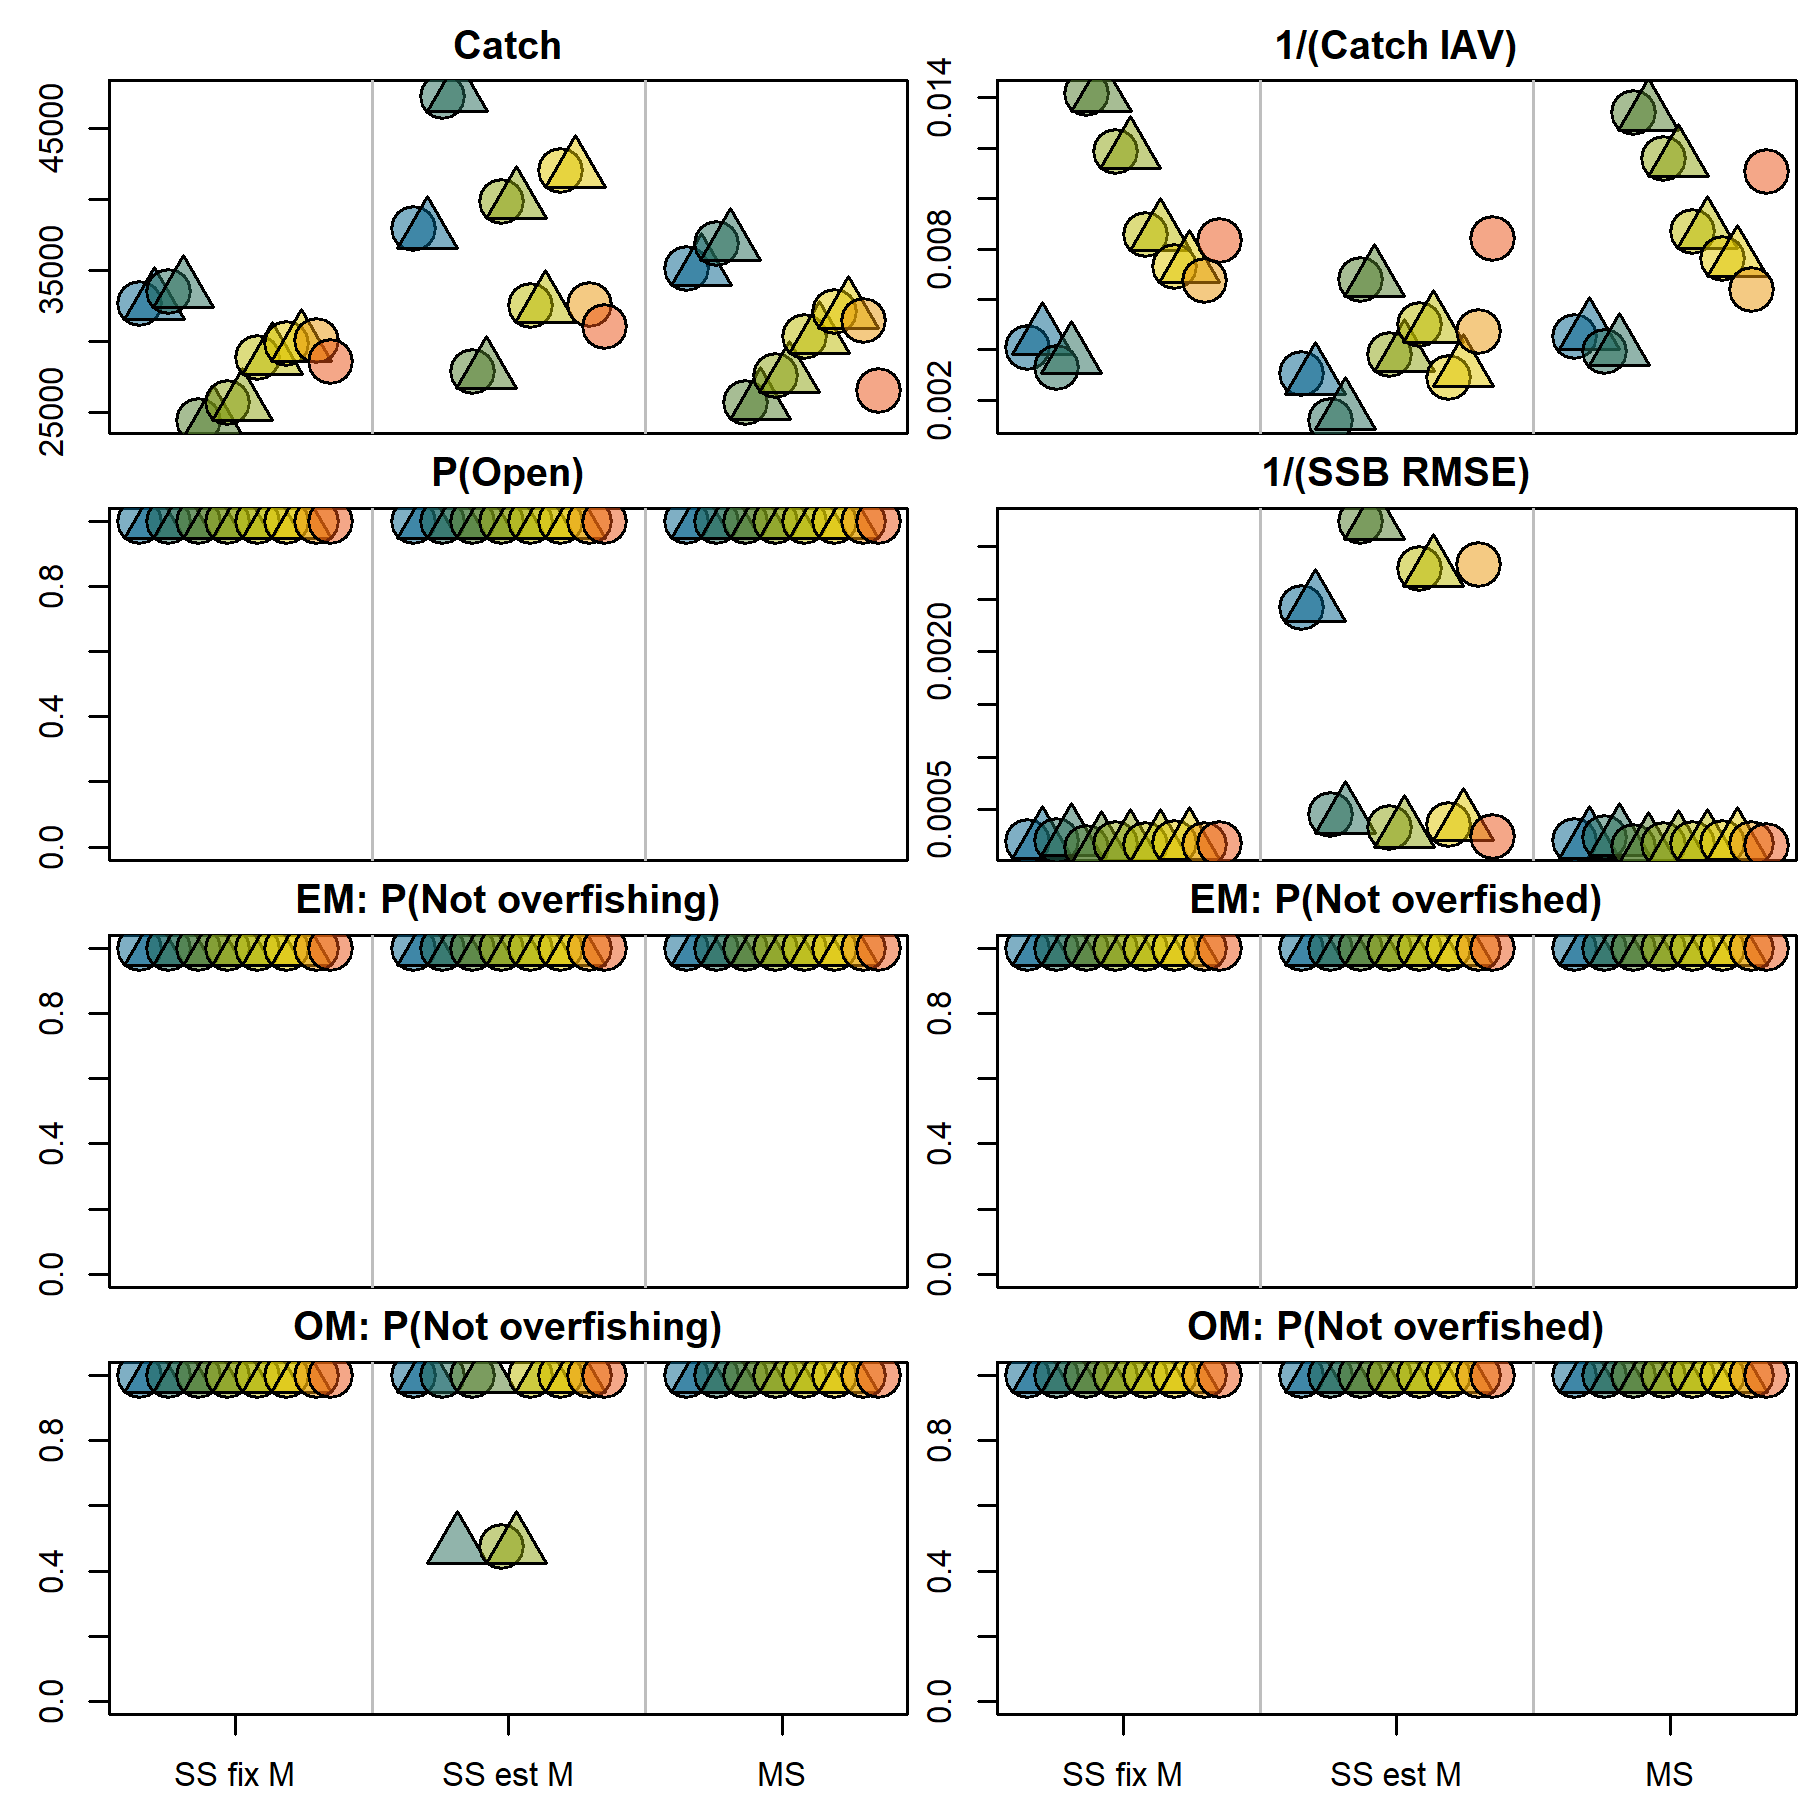 Catch
1/(Catch IAV)
45000
35000
25000
0.014
0.008
0.002
P(Open)
1/(SSB RMSE)
0.8
0.4
0.0
0.0020
0.0005
EM: P(Not overfishing)
EM: P(Not overfished)
0.8
0.4
0.0
0.8
0.4
0.0
OM: P(Not overfishing)
OM: P(Not overfished)
0.8
0.4
0.0
0.8
0.4
0.0
SS fix M
SS est M
MS
SS fix M
SS est M
MS